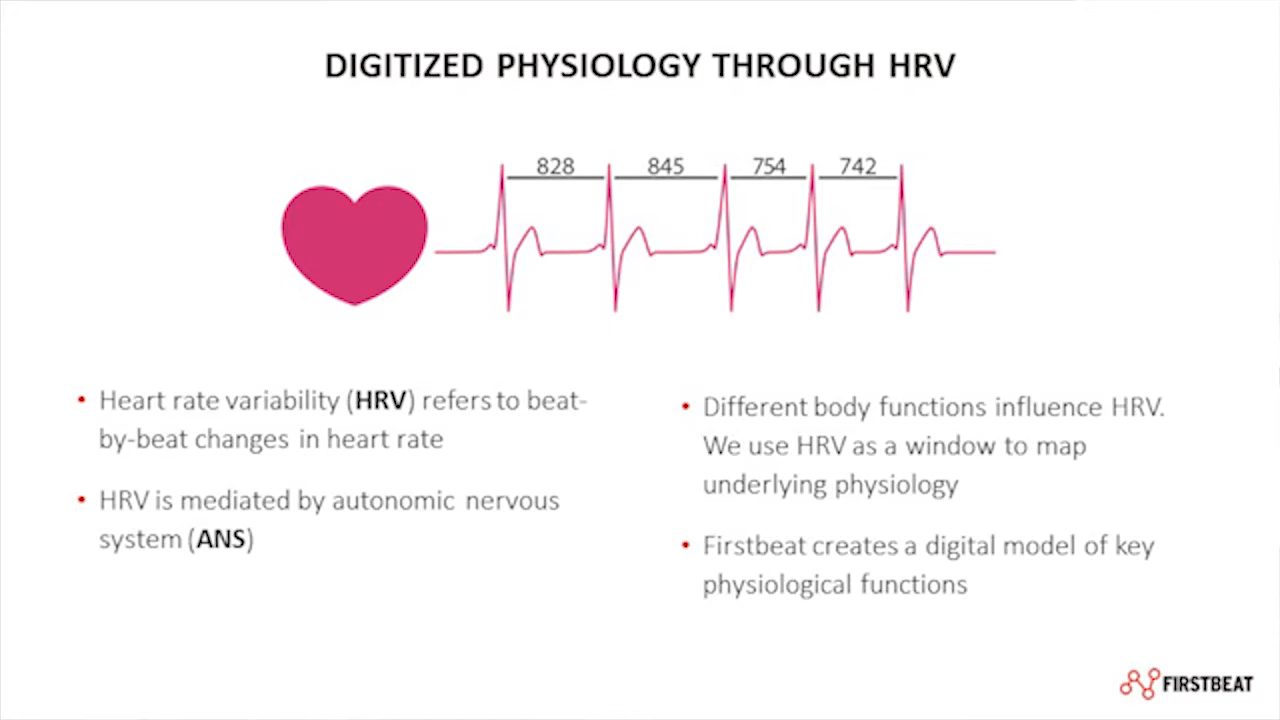 DIGITIZED PHYSIOLOGY THROUGH HRV
828 845 754 742
• Heart rate variability (HRV) refers to beat-
by-beat changes in heart rate
• HRV is mediated by autonomic nervous
system (ANS)
• Different body functions influence HRV.
We use HRV as a window to map
underlying physiology
• Firstbeat creates a digital model of key
physiological functions
FIRSTBEAT